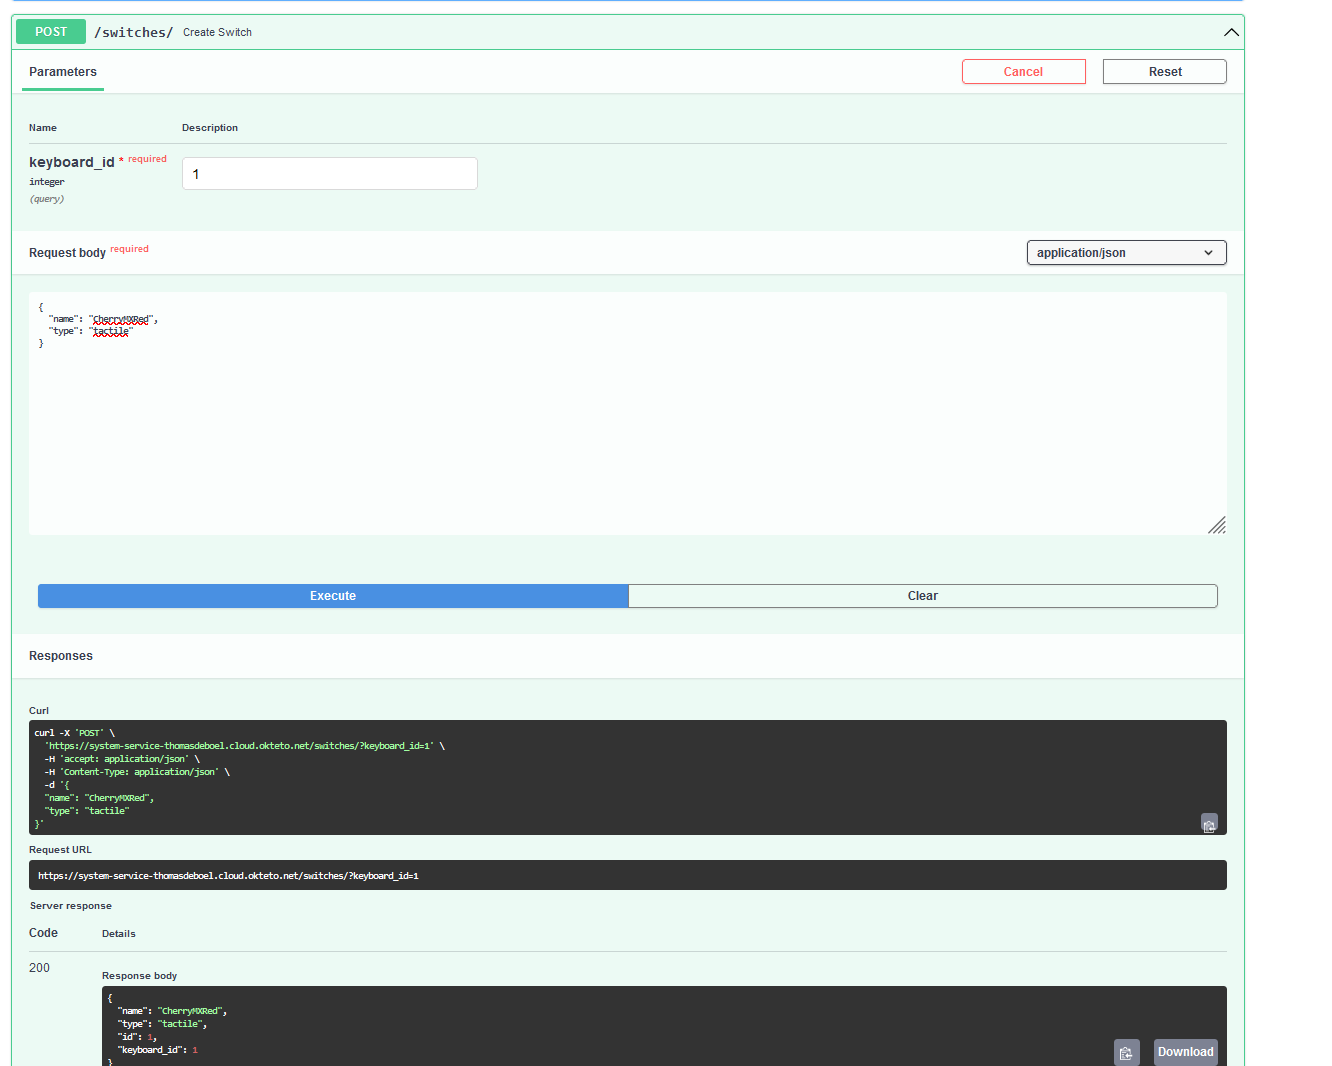 POST /switches/ Create Switch
Parameters
Cancel
Reset
Name Description
keyboard_id * required
integer
(query)
1
Request body required
application/json
{
  "name": "CherryMXRed",
  "type": "tactile"
}
Execute
Clear
Responses
Curl
curl -X 'POST' \
  'https://system-service-thomasdeboel.cloud.okteto.net/switches/?keyboard_id=1' \
  -H 'accept: application/json' \
  -H 'Content-Type: application/json' \
  -d '{
  "name": "CherryMXRed",
  "type": "tactile"
}'
Request URL
https://system-service-thomasdeboel.cloud.okteto.net/switches/?keyboard_id=1
Server response
Code Details
200
Response body
{
  "name": "CherryMXRed",
  "type": "tactile",
  "id": 1,
  "keyboard_id": 1
}
Download